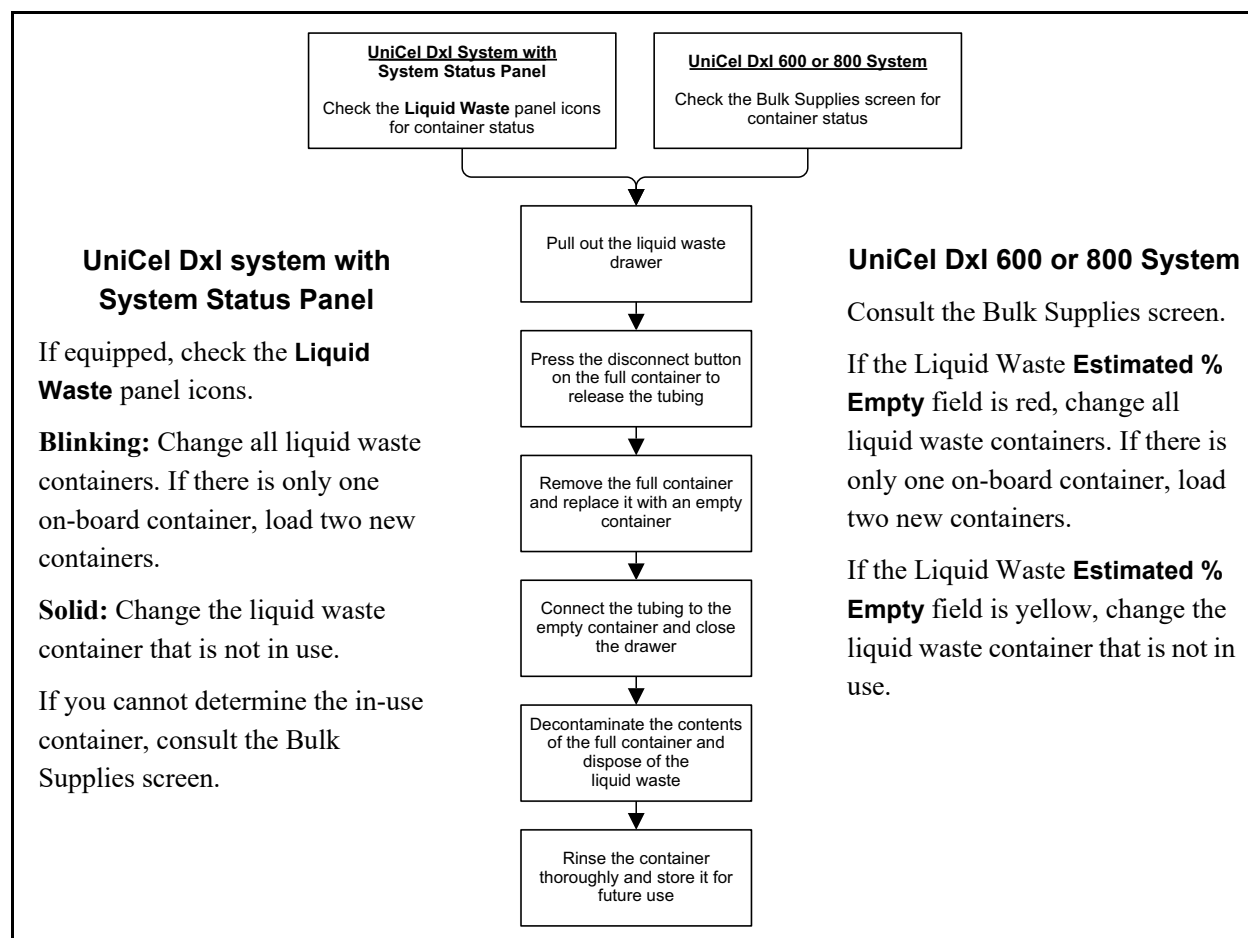 UniCel DxI System with
System Status Panel
Check the Liquid Waste panel icons
for container status
UniCel DxI 600 or 800 System
Check the Bulk Supplies screen for
container status
Pull out the liquid waste
drawer
Press the disconnect button
on the full container to
release the tubing
Remove the full container
and replace it with an empty
container
Connect the tubing to the
empty container and close
the drawer
Decontaminate the contents
of the full container and
dispose of the
liquid waste
Rinse the container
thoroughly and store it for
future use
UniCel DxI system with
System Status Panel
If equipped, check the Liquid
Waste panel icons.
Blinking: Change all liquid waste
containers. If there is only one
on-board container, load two new
containers.
Solid: Change the liquid waste
container that is not in use.
If you cannot determine the in-use
container, consult the Bulk
Supplies screen.
UniCel DxI 600 or 800 System
Consult the Bulk Supplies screen.
If the Liquid Waste Estimated %
Empty field is red, change all
liquid waste containers. If there is
only one on-board container, load
two new containers.
If the Liquid Waste Estimated %
Empty field is yellow, change the
liquid waste container that is not in
use.